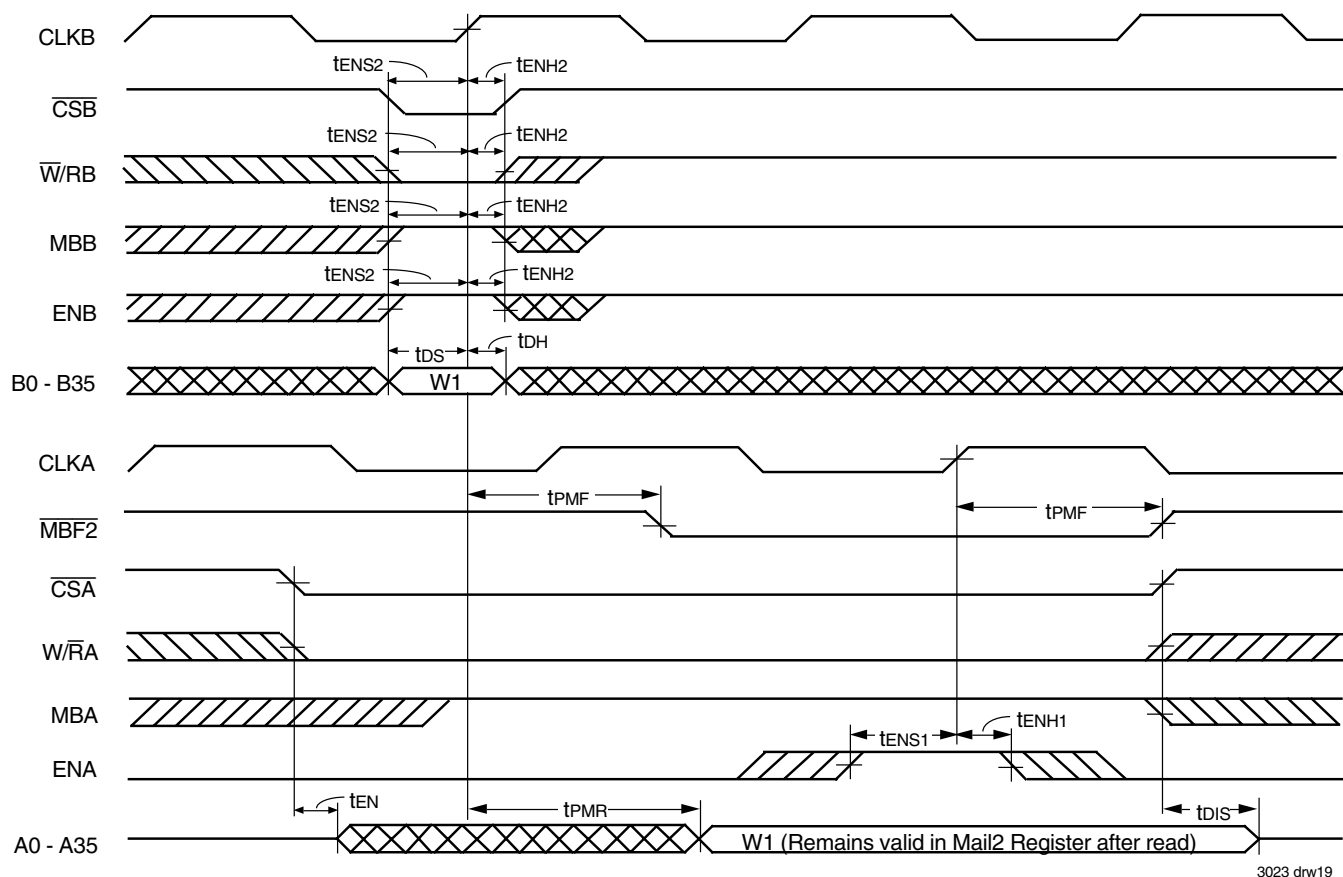 CLKB
tENS2 tENH2
CSB
tENS2 tENH2
W/RB
tENS2 tENH2
MBB
tENS2 tENH2
ENB
tDS tDH
B0 - B35 W1
CLKA
tPMF tPMF
MBF2
CSA
W/RA
MBA
tENS1 tENH1
ENA
tEN tPMR tDIS
A0 - A35 W1 (Remains valid in Mail2 Register after read)
3023 drw19